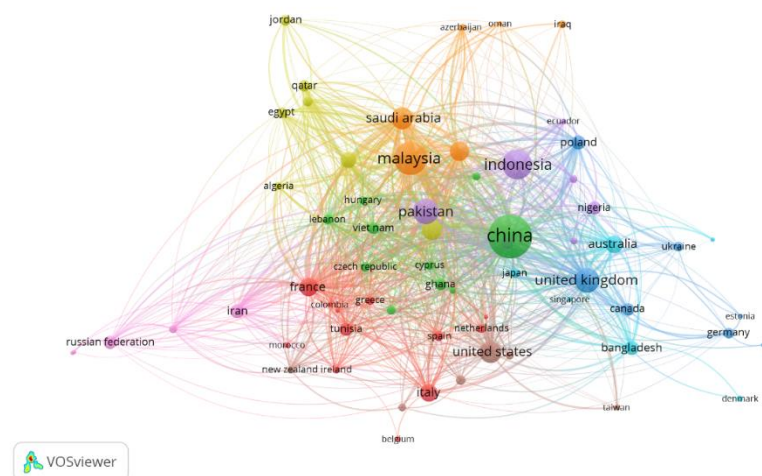 jordan
azerbaijan
oman
iraq
qatar
egypt
saudi arabia
ecuador
poland
malaysia
indonesia
algeria
hungary
lebanon
viet nam
pakistan
nigeria
china
australia
ukraine
czech republic
cyprus
japan
ghana
united kingdom
singapore
france
colombia
greece
iran
canada
estonia
russian federation
morocco
tunisia
spain
netherlands
germany
united states
bangladesh
new zealand
ireland
italy
taiwan
denmark
belgium
VOSviewer